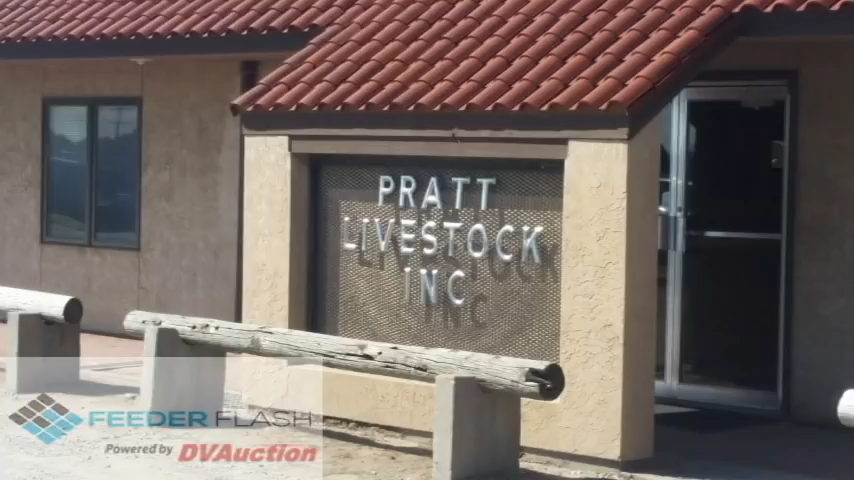 PRATT
LIVESTOCK
INC
FEEDER FLASH
Powered by DVAuction